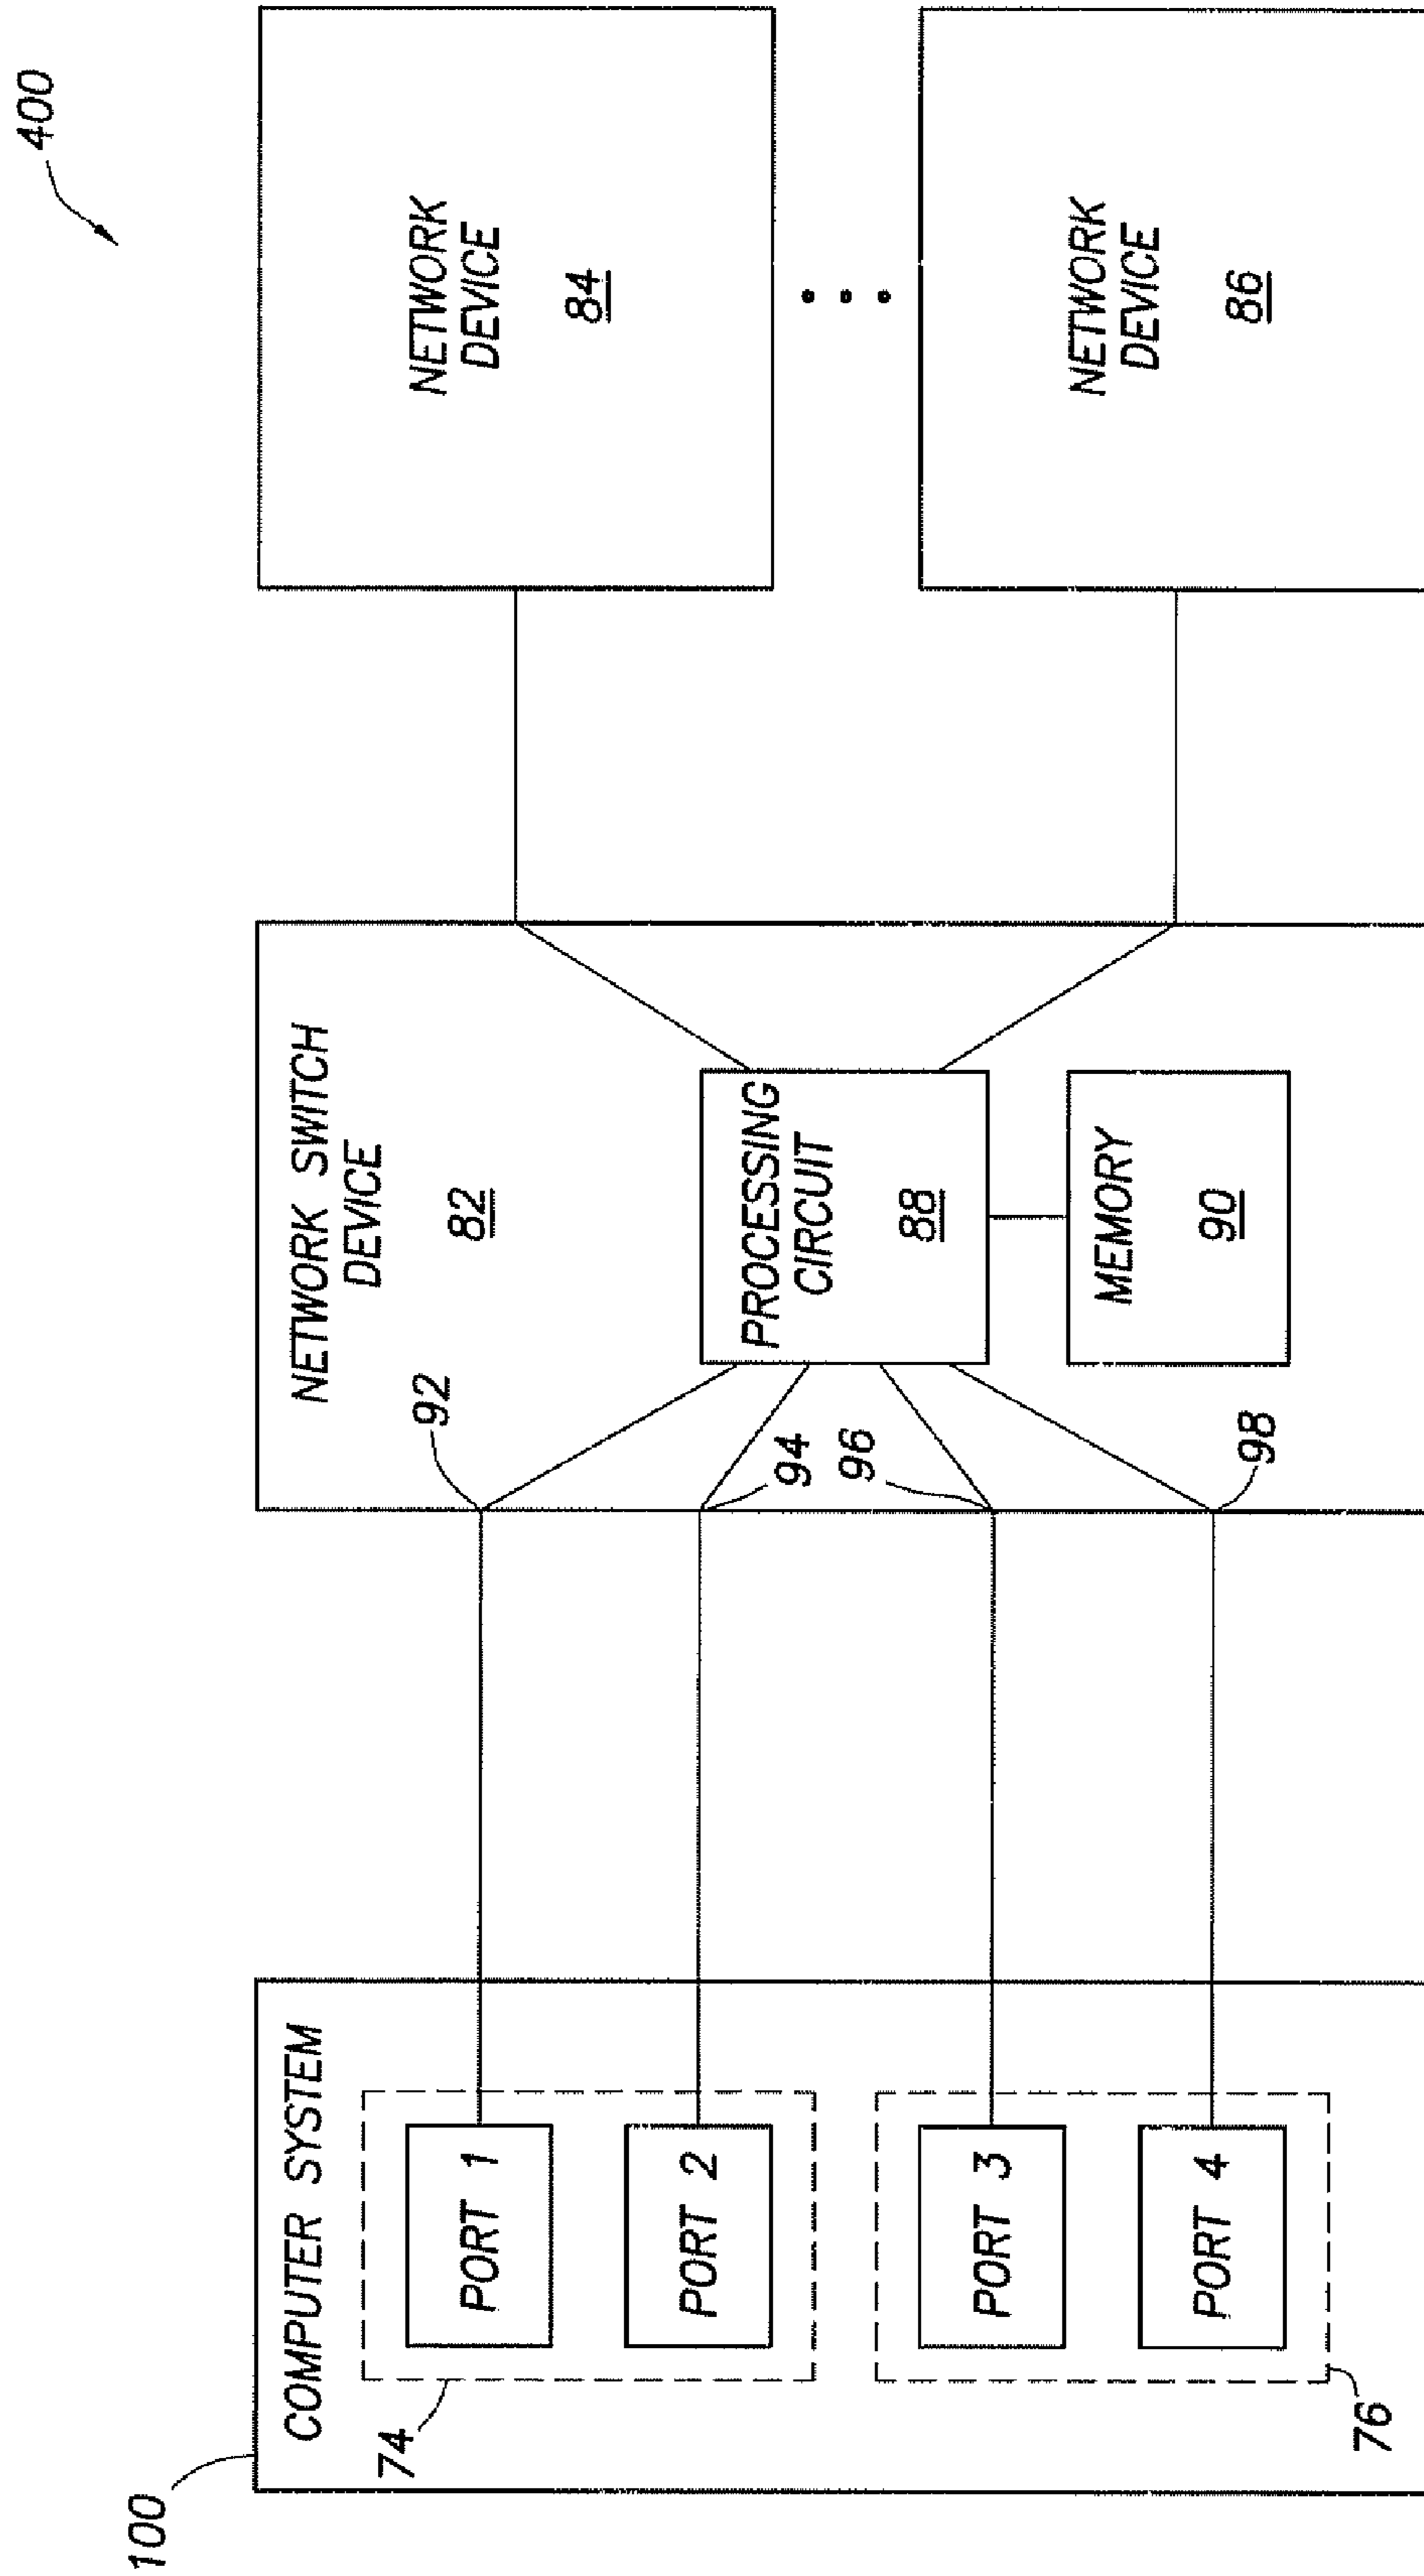 400
100
COMPUTER SYSTEM
74
PORT 1
PORT 2
PORT 3
PORT 4
76
NETWORK SWITCH
DEVICE
82
92
94
96
98
PROCESSING
CIRCUIT
88
MEMORY
90
NETWORK
DEVICE
84
NETWORK
DEVICE
86